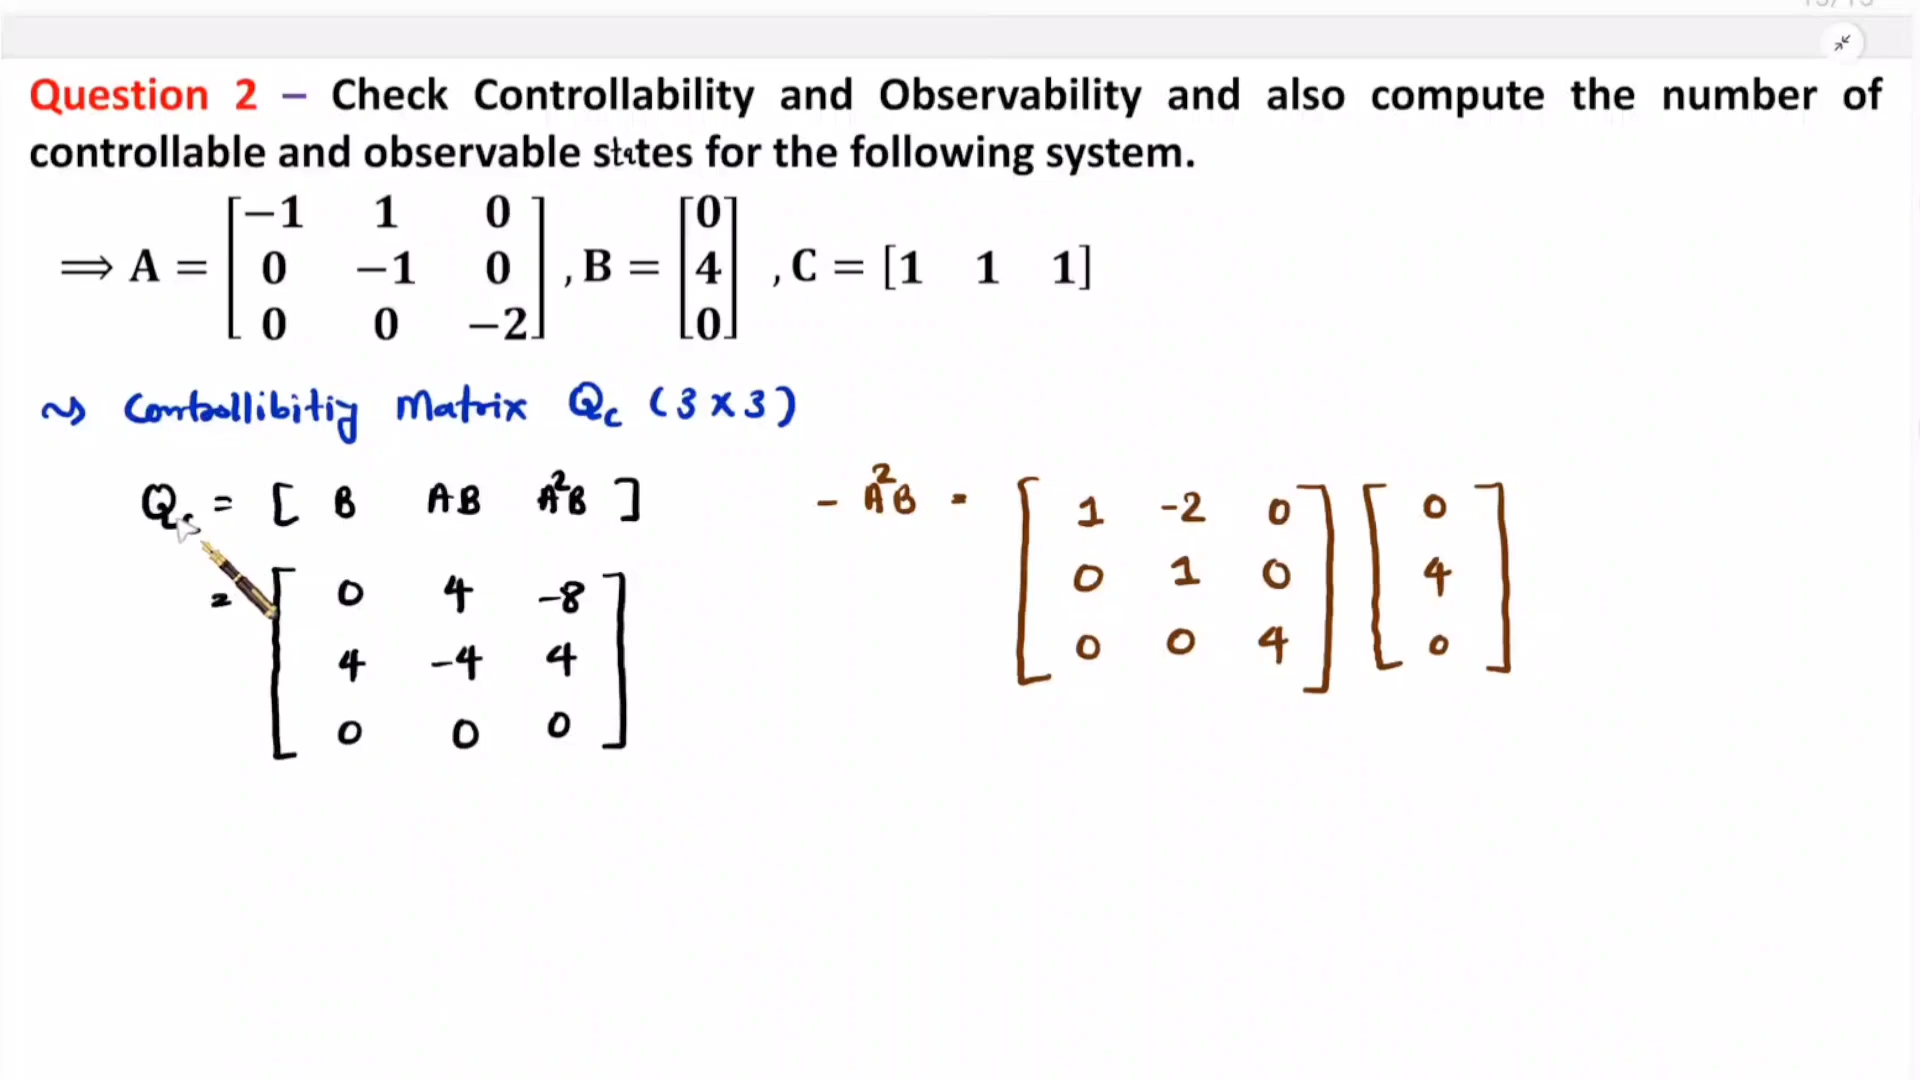 Question 2 – Check Controllability and Observability and also compute the number of
controllable and observable states for the following system.
⟹ A = [−1 1 0; 0 −1 0; 0 0 −2], B = [0; 4; 0], C = [1 1 1]
⇝ Controllibitiy Matrix Qc (3 × 3)
Qc = [ B AB A²B ]
= [0 4 -8; 4 -4 4; 0 0 0]
- A²B = [1 -2 0; 0 1 0; 0 0 4] [0; 4; 0]